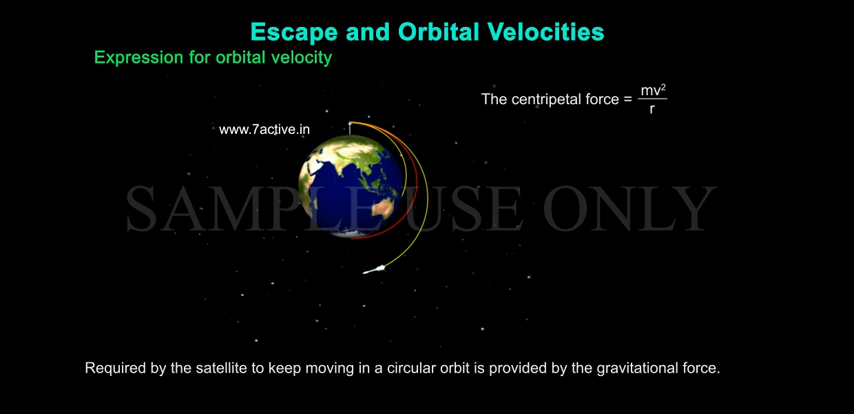 Escape and Orbital Velocities
Expression for orbital velocity
The centripetal force = mv²/r
www.7active.in
SAMPLE USE ONLY
Required by the satellite to keep moving in a circular orbit is provided by the gravitational force.